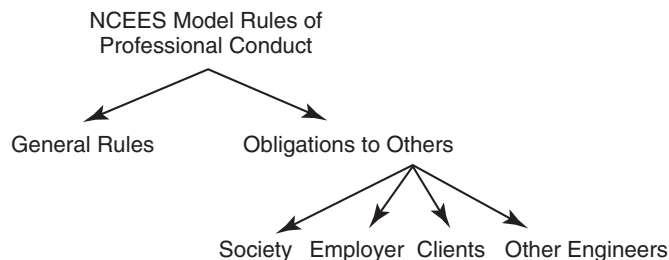 NCEES Model Rules of
Professional Conduct
General Rules
Obligations to Others
Society
Employer
Clients
Other Engineers